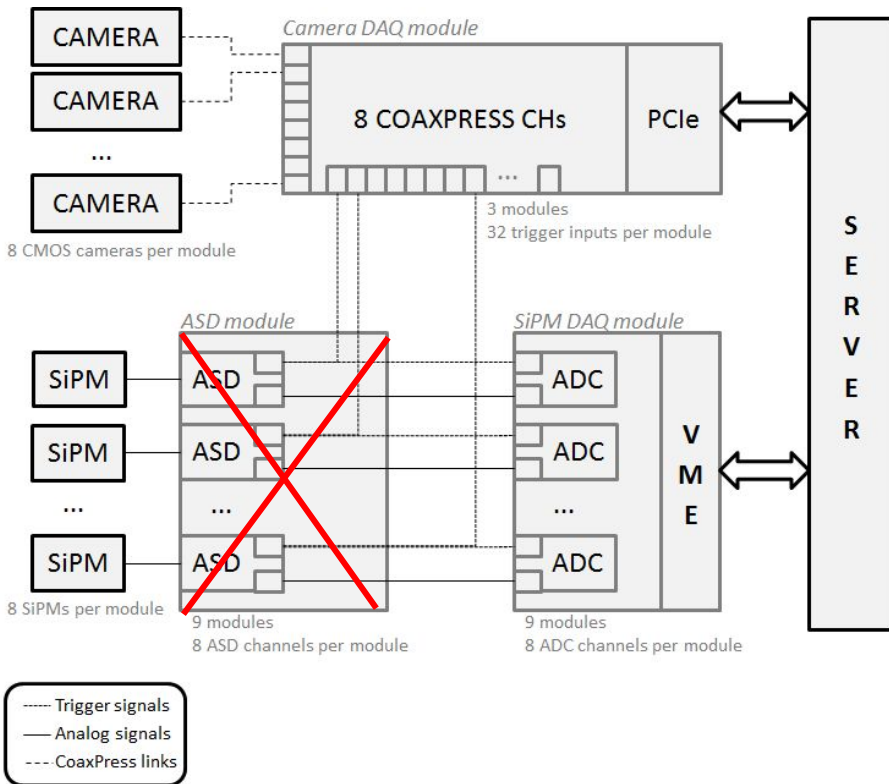 Camera DAQ module
CAMERA
CAMERA
...
CAMERA
8 CMOS cameras per module
8 COAXPRESS CHs
PCIe
...
3 modules
32 trigger inputs per module
S
E
R
V
E
R
ASD module
SiPM
ASD
SiPM
ASD
...
...
SiPM
ASD
8 SiPMs per module
9 modules
8 ASD channels per module
SiPM DAQ module
ADC
ADC
...
ADC
V
M
E
9 modules
8 ADC channels per module
Trigger signals
Analog signals
CoaxPress links